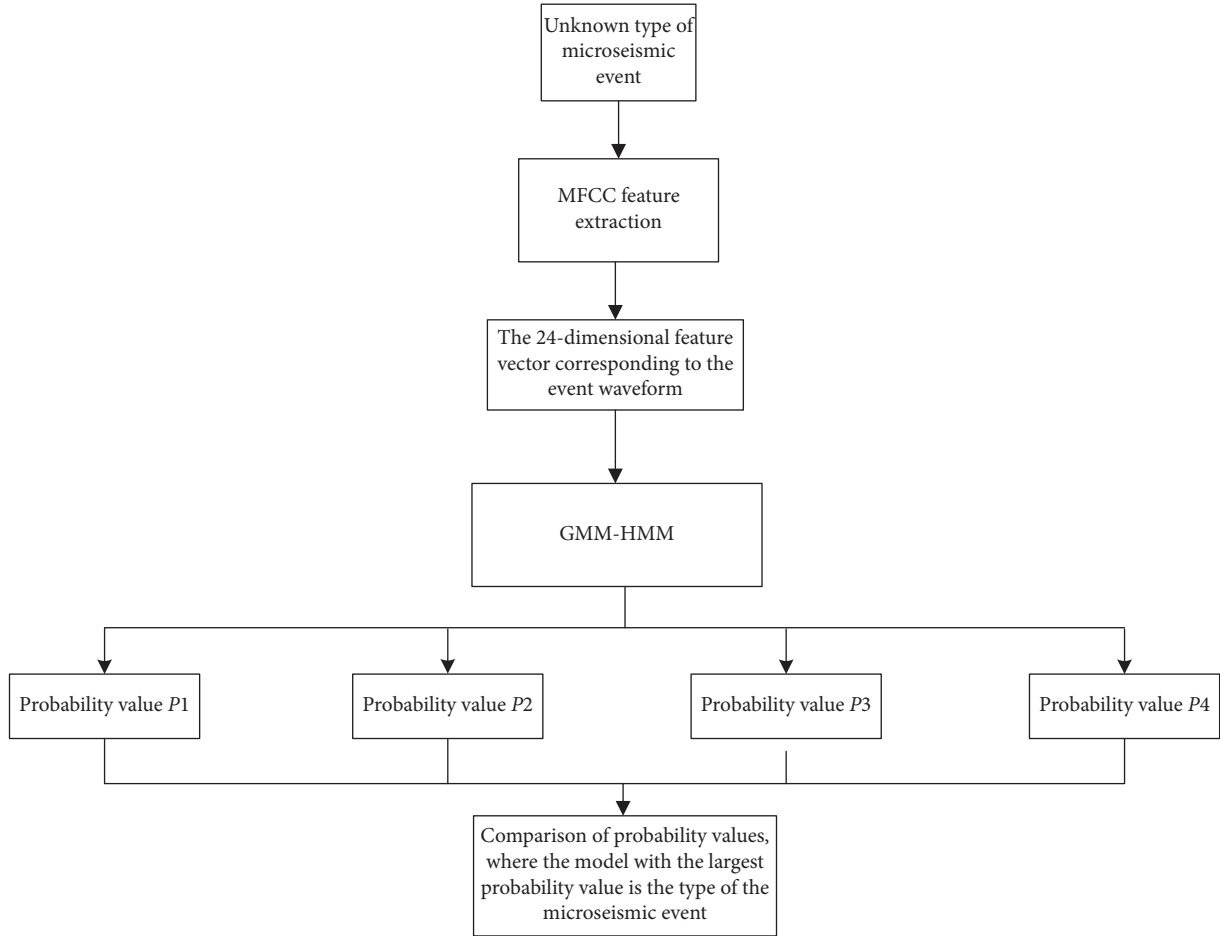 Unknown type of
microseismic
event
MFCC feature
extraction
The 24-dimensional feature
vector corresponding to the
event waveform
GMM-HMM
Probability value P1
Probability value P2
Probability value P3
Probability value P4
Comparison of probability values,
where the model with the largest
probability value is the type of the
microseismic event